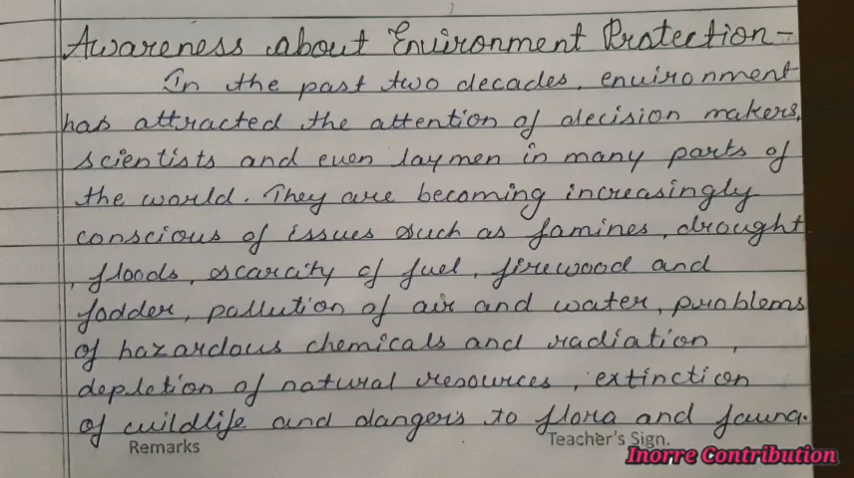 Awareness about Environment Protection-
In the past two decades, environment
has attracted the attention of decision makers,
scientists and even laymen in many parts of
the world. They are becoming increasingly
conscious of issues such as famines, drought
, floods, scarcity of fuel, firewood and
fodder, pollution of air and water, problems
of hazardous chemicals and radiation,
depletion of natural resources, extinction
of wildlife and dangers to flora and fauna.
Remarks
Teacher's Sign.
Inorre Contribution